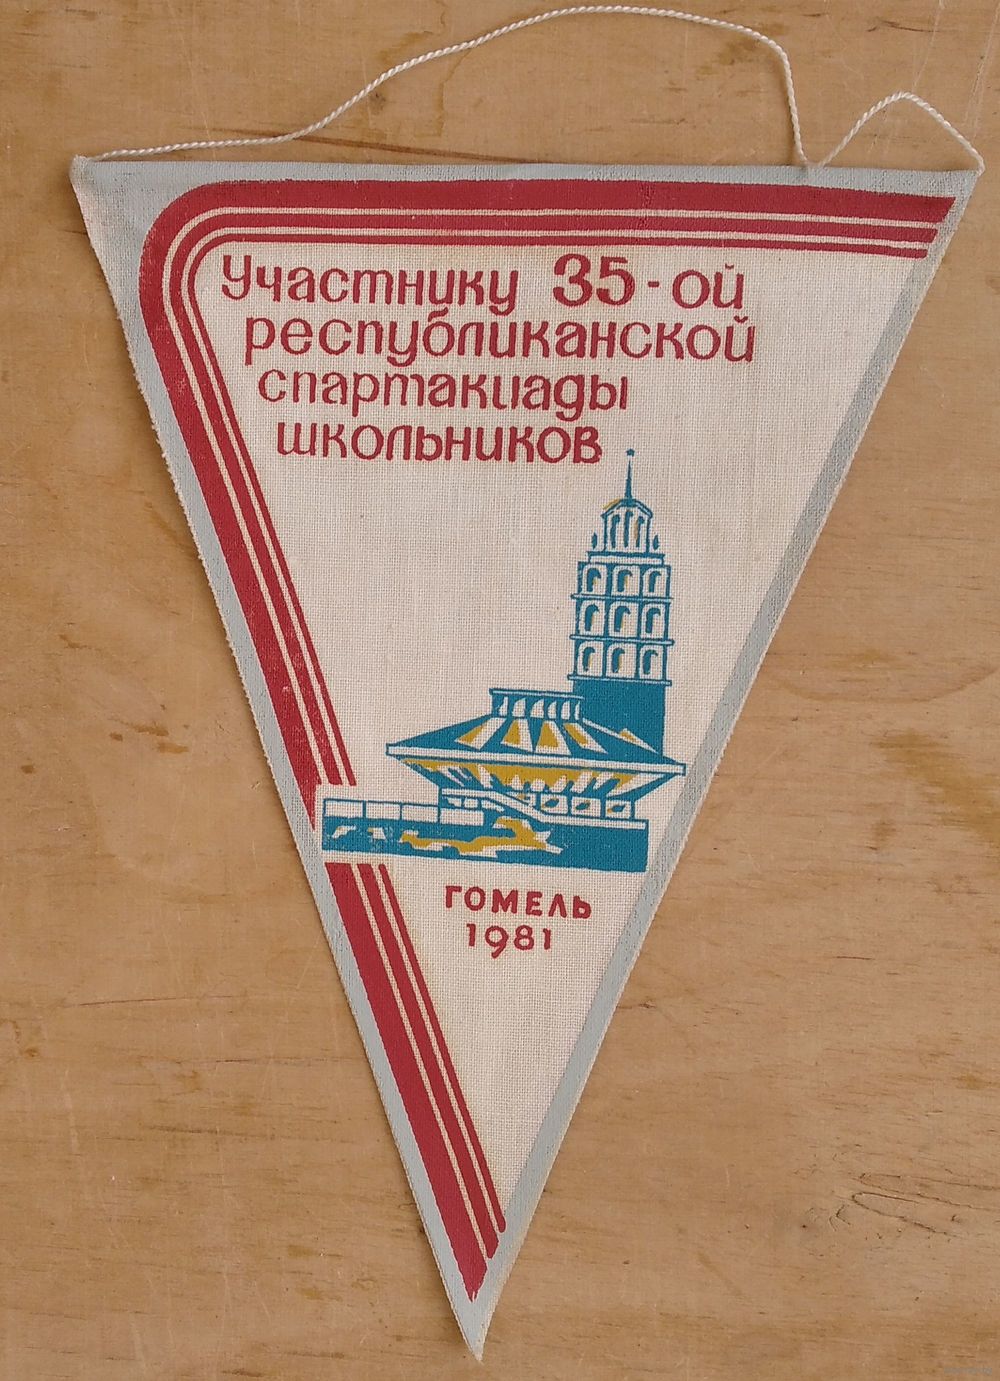 Участнику 35-ой
республиканской
спартакиады
школьников
ГОМЕЛЬ
1981